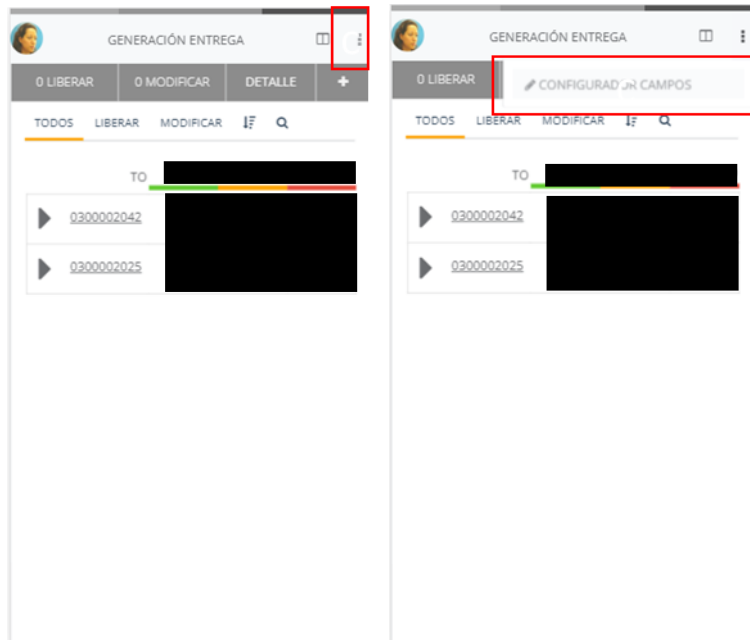 GENERACIÓN ENTREGA
0 LIBERAR 0 MODIFICAR DETALLE +
TODOS LIBERAR MODIFICAR
TO
0300002042
0300002025
GENERACIÓN ENTREGA
0 LIBERAR CONFIGURADOR CAMPOS
TODOS LIBERAR MODIFICAR
TO
0300002042
0300002025